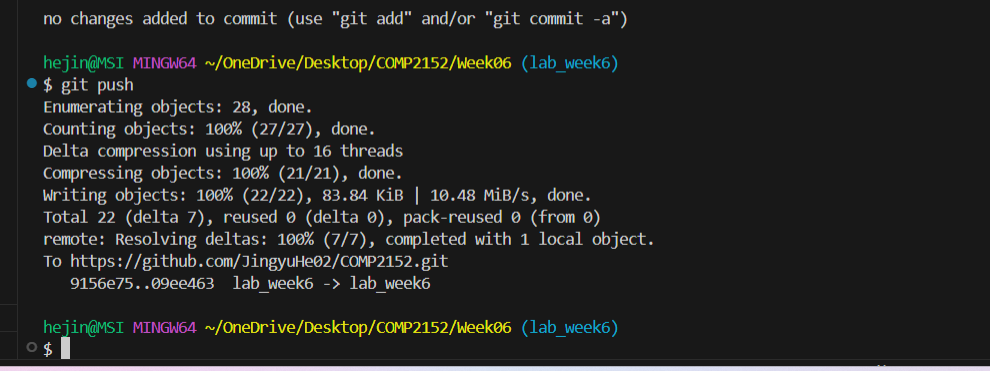 no changes added to commit (use "git add" and/or "git commit -a")
hejin@MSI MINGW64 ~/OneDrive/Desktop/COMP2152/Week06 (lab_week6)
$ git push
Enumerating objects: 28, done.
Counting objects: 100% (27/27), done.
Delta compression using up to 16 threads
Compressing objects: 100% (21/21), done.
Writing objects: 100% (22/22), 83.84 KiB | 10.48 MiB/s, done.
Total 22 (delta 7), reused 0 (delta 0), pack-reused 0 (from 0)
remote: Resolving deltas: 100% (7/7), completed with 1 local object.
To https://github.com/JingyuHe02/COMP2152.git
   9156e75..09ee463  lab_week6 -> lab_week6
hejin@MSI MINGW64 ~/OneDrive/Desktop/COMP2152/Week06 (lab_week6)
$